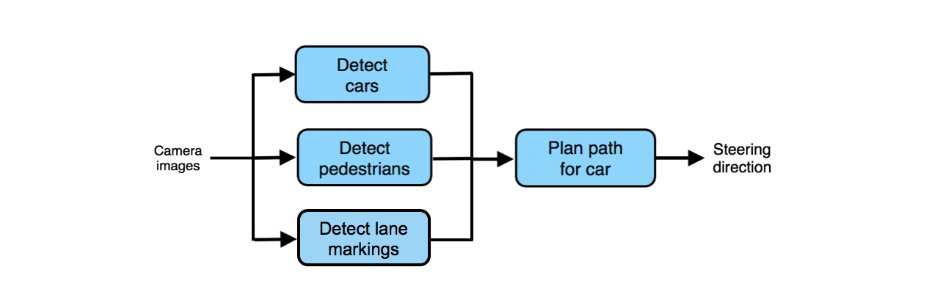 Detect
cars
Camera
images
Detect
pedestrians
Plan path
for car
Steering
direction
Detect lane
markings